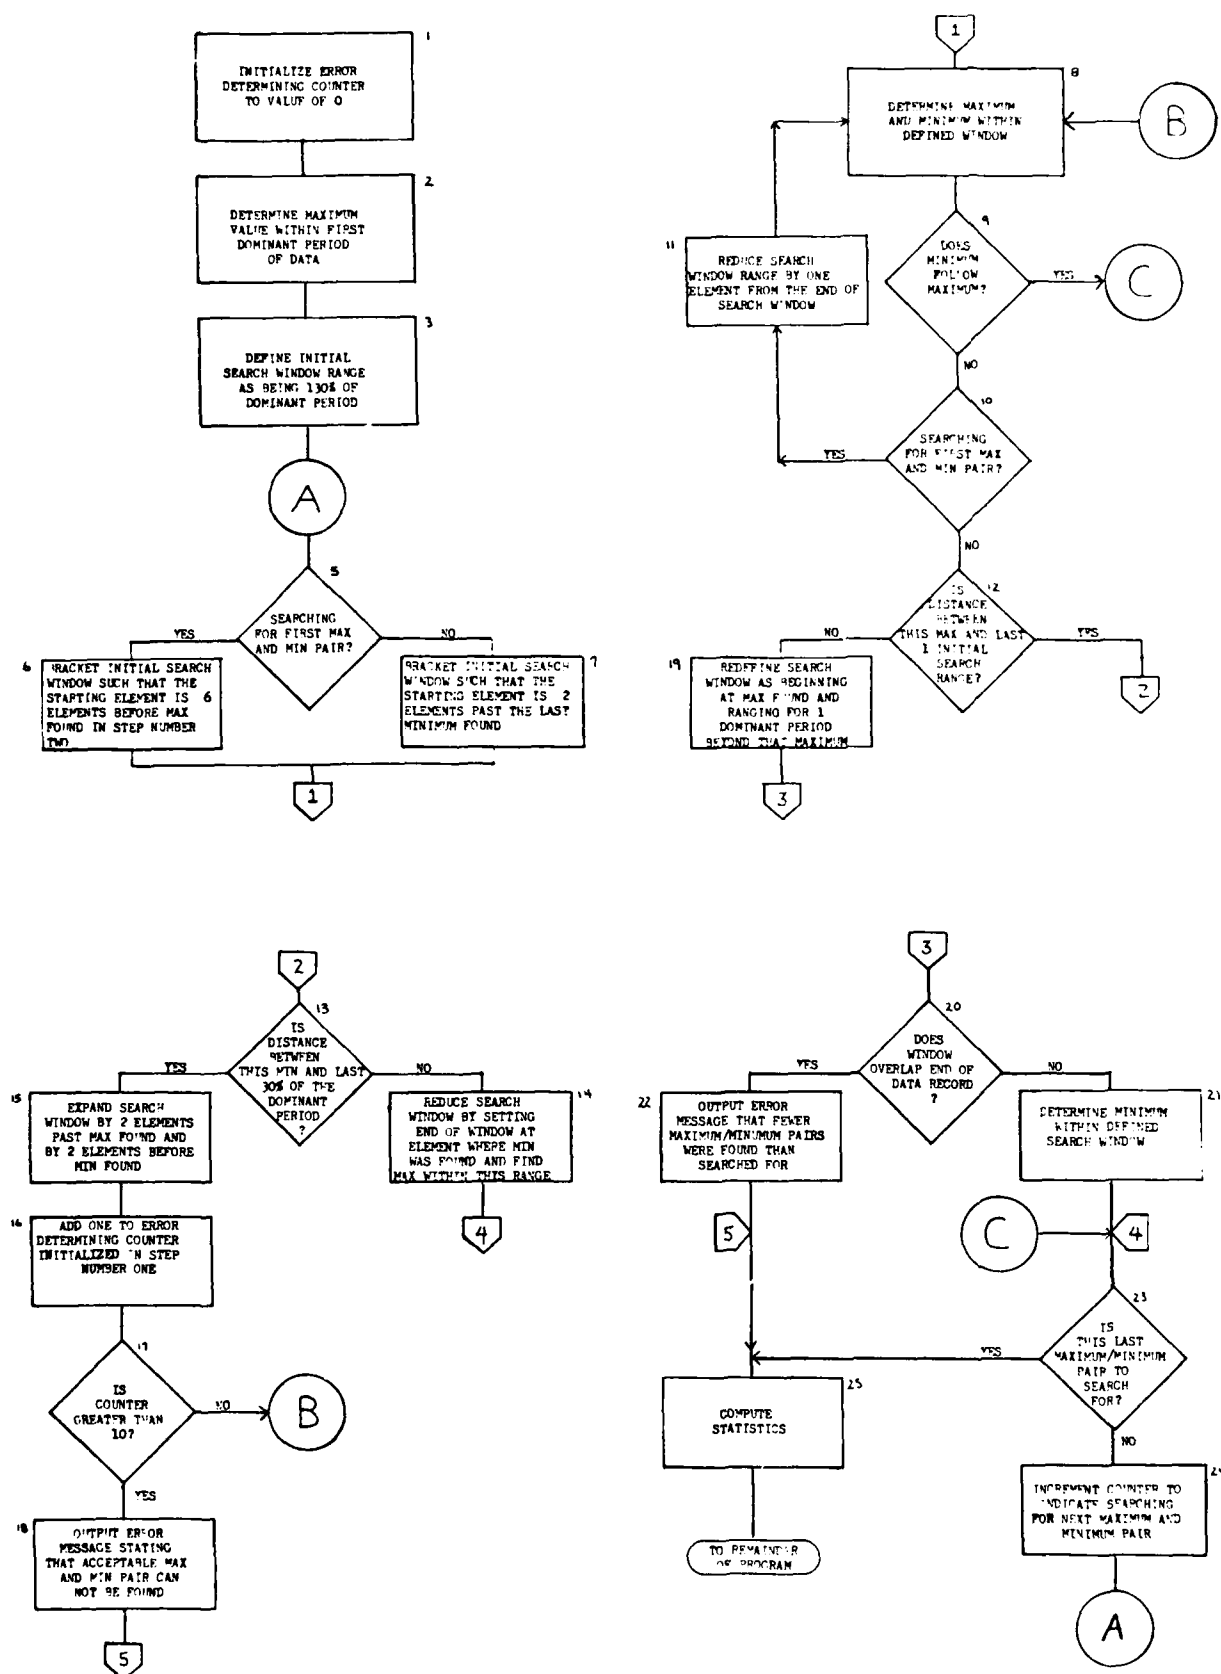 1
INITIALIZE ERROR
DETERMINING COUNTER
TO VALUE OF 0
2
DETERMINE MAXIMUM
VALUE WITHIN FIRST
DOMINANT PERIOD
OF DATA
3
DEFINE INITIAL
SEARCH WINDOW RANGE
AS BEING 130% OF
DOMINANT PERIOD
A
5
SEARCHING
FOR FIRST MAX
AND MIN PAIR?
YES
NO
6
BRACKET INITIAL SEARCH
WINDOW SUCH THAT THE
STARTING ELEMENT IS 6
ELEMENTS BEFORE MAX
FOUND IN STEP NUMBER
TWO
7
BRACKET INITIAL SEARCH
WINDOW SUCH THAT THE
STARTING ELEMENT IS 2
ELEMENTS PAST THE LAST
MINIMUM FOUND
1
1
8
DETERMINE MAXIMUM
AND MINIMUM WITHIN
DEFINED WINDOW
B
9
DOES
MINIMUM
FOLLOW
MAXIMUM?
YES
C
11
REDUCE SEARCH
WINDOW RANGE BY ONE
ELEMENT FROM THE END OF
SEARCH WINDOW
NO
10
SEARCHING
FOR FIRST MAX
AND MIN PAIR?
YES
NO
12
IS
DISTANCE
BETWEEN
THIS MAX AND LAST
1 INITIAL
SEARCH
RANGE?
NO
YES
19
REDEFINE SEARCH
WINDOW AS BEGINNING
AT MAX FOUND AND
RANGING FOR 1
DOMINANT PERIOD
BEYOND THAT MAXIMUM
2
3
2
13
IS
DISTANCE
BETWEEN
THIS MIN AND LAST
30% OF THE
DOMINANT
PERIOD
?
YES
NO
15
EXPAND SEARCH
WINDOW BY 2 ELEMENTS
PAST MAX FOUND AND
BY 2 ELEMENTS BEFORE
MIN FOUND
14
REDUCE SEARCH
WINDOW BY SETTING
END OF WINDOW AT
ELEMENT WHERE MIN
WAS FOUND AND FIND
MAX WITHIN THIS RANGE
4
16
ADD ONE TO ERROR
DETERMINING COUNTER
INITIALIZED IN STEP
NUMBER ONE
17
IS
COUNTER
GREATER THAN
10?
NO
B
YES
18
OUTPUT ERROR
MESSAGE STATING
THAT ACCEPTABLE MAX
AND MIN PAIR CAN
NOT BE FOUND
5
3
20
DOES
WINDOW
OVERLAP END OF
DATA RECORD
?
YES
NO
22
OUTPUT ERROR
MESSAGE THAT FEWER
MAXIMUM/MINUMUM PAIRS
WERE FOUND THAN
SEARCHED FOR
21
DETERMINE MINIMUM
WITHIN DEFINED
SEARCH WINDOW
5
C
4
23
IS
THIS LAST
MAXIMUM/MINIMUM
PAIR TO
SEARCH
FOR?
YES
25
COMPUTE
STATISTICS
NO
INCREMENT COUNTER TO
INDICATE SEARCHING
FOR NEXT MAXIMUM AND
MINIMUM PAIR
TO REMAINDER
OF PROGRAM
A